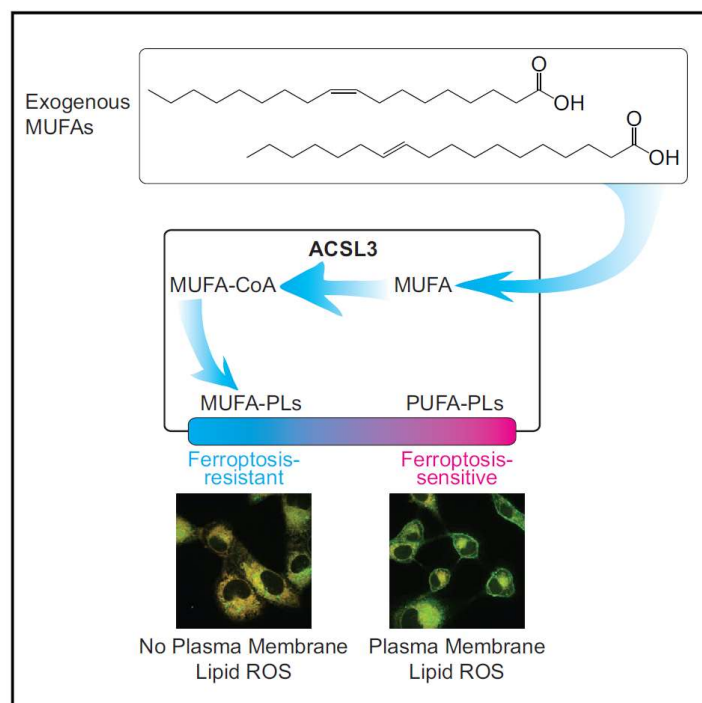 Exogenous
MUFAs
O
OH
O
OH
ACSL3
MUFA-CoA
MUFA
MUFA-PLs
PUFA-PLs
Ferroptosis-
resistant
Ferroptosis-
sensitive
No Plasma Membrane
Lipid ROS
Plasma Membrane
Lipid ROS